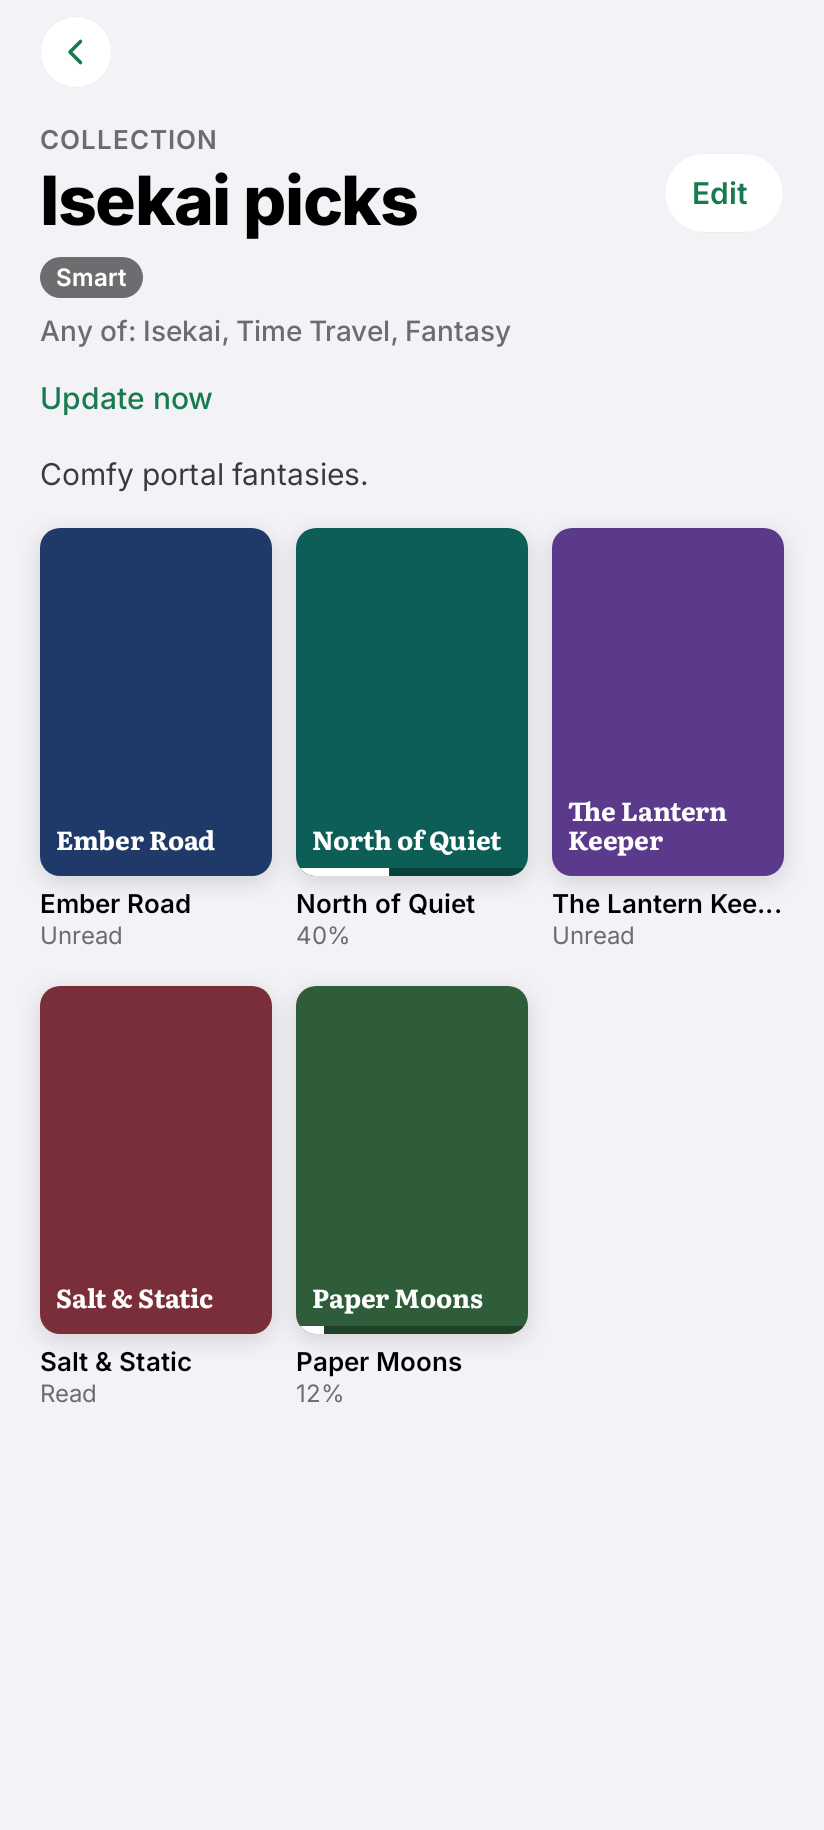 COLLECTION
Isekai picks
Edit
Smart
Any of: Isekai, Time Travel, Fantasy
Update now
Comfy portal fantasies.
Ember Road
North of Quiet
The Lantern
Keeper
Ember Road
Unread
North of Quiet
40%
The Lantern Kee...
Unread
Salt & Static
Paper Moons
Salt & Static
Read
Paper Moons
12%